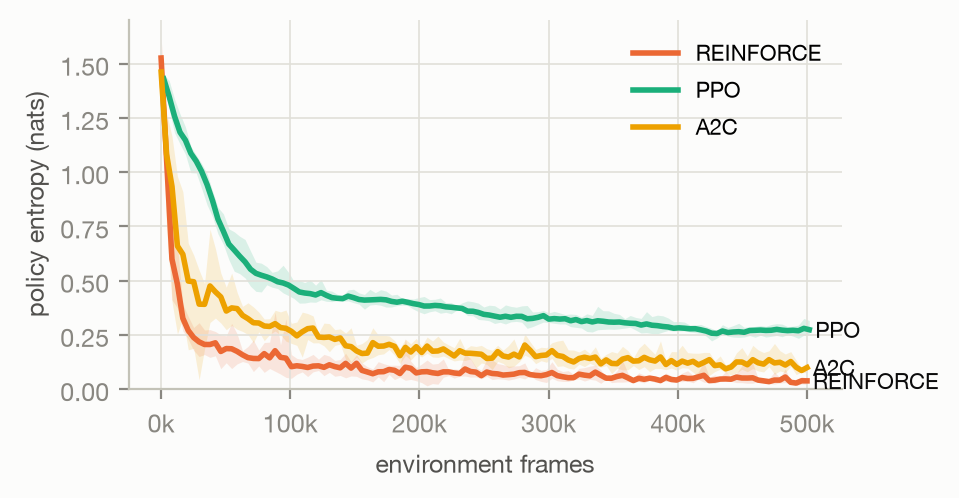 REINFORCE
PPO
A2C
policy entropy (nats)
1.50
1.25
1.00
0.75
0.50
0.25
0.00
PPO
A2C
REINFORCE
0k 100k 200k 300k 400k 500k
environment frames